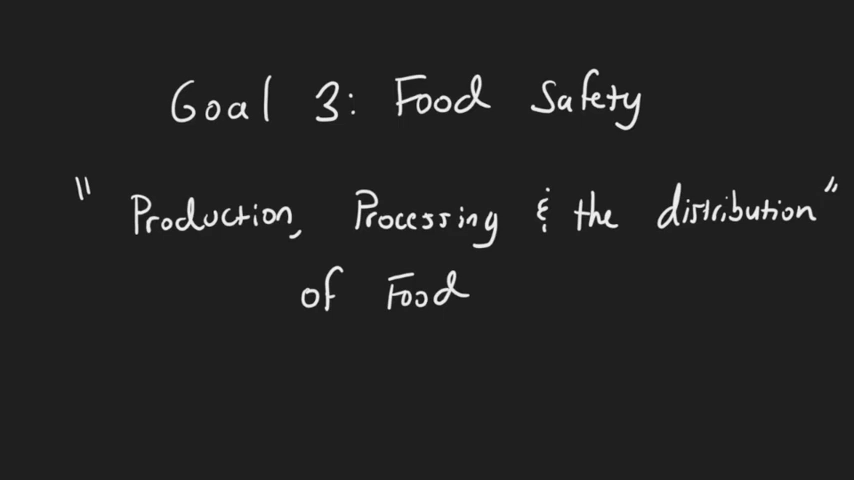 Goal 3: Food Safety
" Production, Processing & the distribution"
of Food